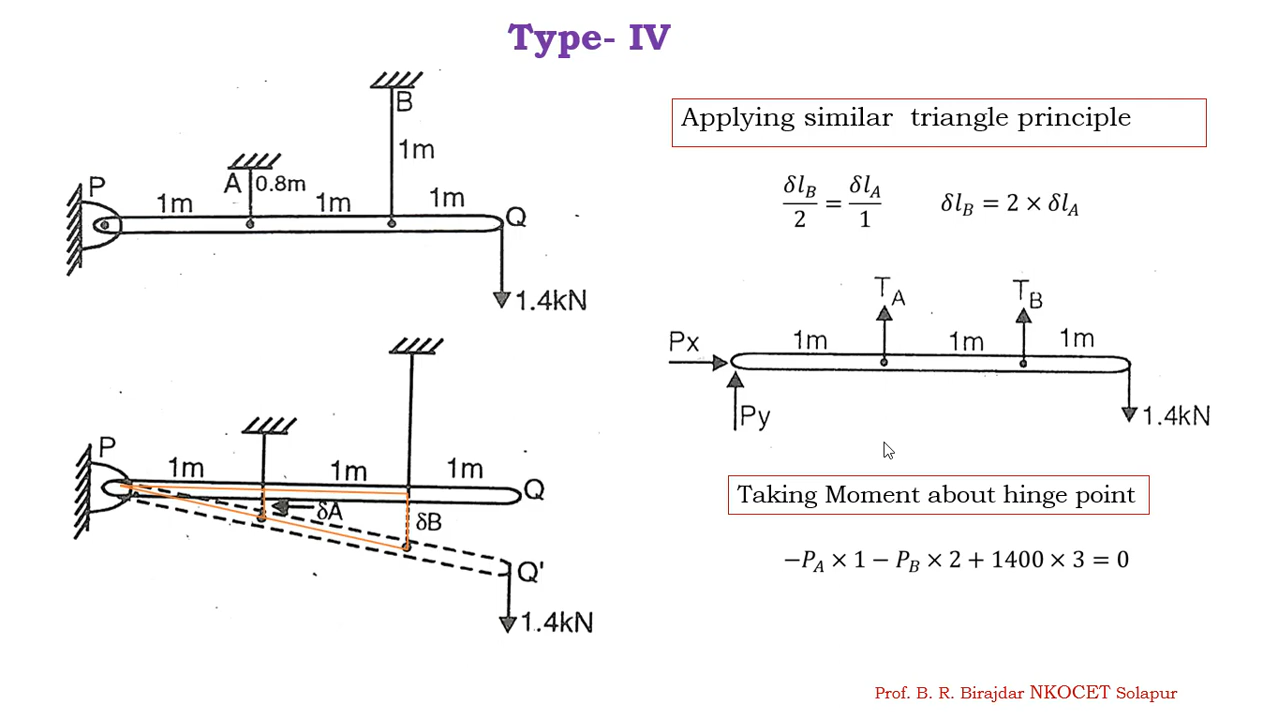 Type- IV
B
1m
P
A
0.8m
1m
1m
1m
Q
1.4kN
P
1m
1m
1m
Q
δA
δB
Q'
1.4kN
Applying similar triangle principle
δl_B/2 = δl_A/1
δl_B = 2 × δl_A
T_A
T_B
Px
1m
1m
1m
Py
1.4kN
Taking Moment about hinge point
−P_A × 1 − P_B × 2 + 1400 × 3 = 0
Prof. B. R. Birajdar NKOCET Solapur